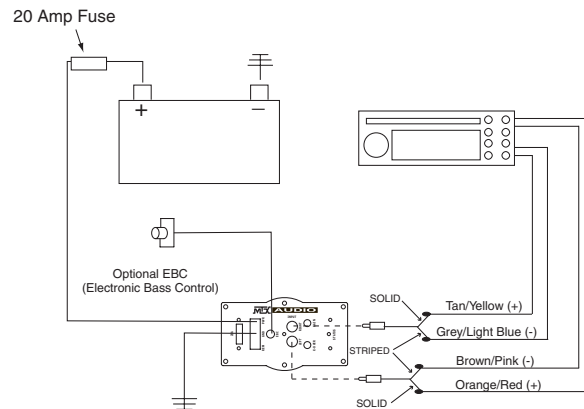 20 Amp Fuse
+
–
Optional EBC
(Electronic Bass Control)
MTX AUDIO
SOLID
Tan/Yellow (+)
Grey/Light Blue (-)
STRIPED
Brown/Pink (-)
Orange/Red (+)
SOLID